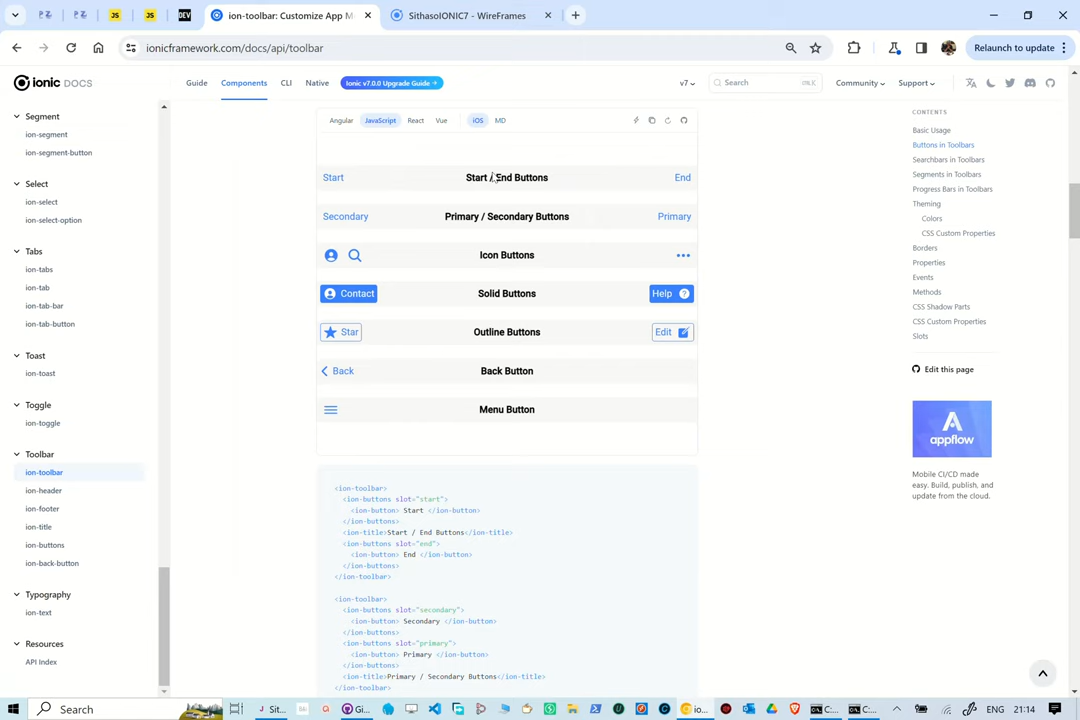 JS
JS
DEV
ion-toolbar: Customize App M
SithasoIONIC7 - WireFrames
ionicframework.com/docs/api/toolbar
Relaunch to update
ionic DOCS
Guide
Components
CLI
Native
Ionic v7.0.0 Upgrade Guide
v7
Search
Community
Support
Segment
ion-segment
ion-segment-button
Select
ion-select
ion-select-option
Tabs
ion-tabs
ion-tab
ion-tab-bar
ion-tab-button
Toast
ion-toast
Toggle
ion-toggle
Toolbar
ion-toolbar
ion-header
ion-footer
ion-title
ion-buttons
ion-back-button
Typography
ion-text
Resources
API Index
Angular
JavaScript
React
Vue
iOS
MD
Start
Start / End Buttons
End
Secondary
Primary / Secondary Buttons
Primary
Icon Buttons
Contact
Solid Buttons
Help
Star
Outline Buttons
Edit
Back
Back Button
Menu Button
<ion-toolbar>
<ion-buttons slot="start">
<ion-button> Start </ion-button>
</ion-buttons>
<ion-title>Start / End Buttons</ion-title>
<ion-buttons slot="end">
<ion-button> End </ion-button>
</ion-buttons>
</ion-toolbar>
<ion-toolbar>
<ion-buttons slot="secondary">
<ion-button> Secondary </ion-button>
</ion-buttons>
<ion-buttons slot="primary">
<ion-button> Primary </ion-button>
</ion-buttons>
<ion-title>Primary / Secondary Buttons</ion-title>
</ion-toolbar>
CONTENTS
Basic Usage
Buttons in Toolbars
Searchbars in Toolbars
Segments in Toolbars
Progress Bars in Toolbars
Theming
Colors
CSS Custom Properties
Borders
Properties
Events
Methods
CSS Shadow Parts
CSS Custom Properties
Slots
Edit this page
appflow
Mobile CI/CD made
easy. Build, publish, and
update from the cloud.
Search
Sit...
Gi...
io...
C:...
C:...
ENG
21:14